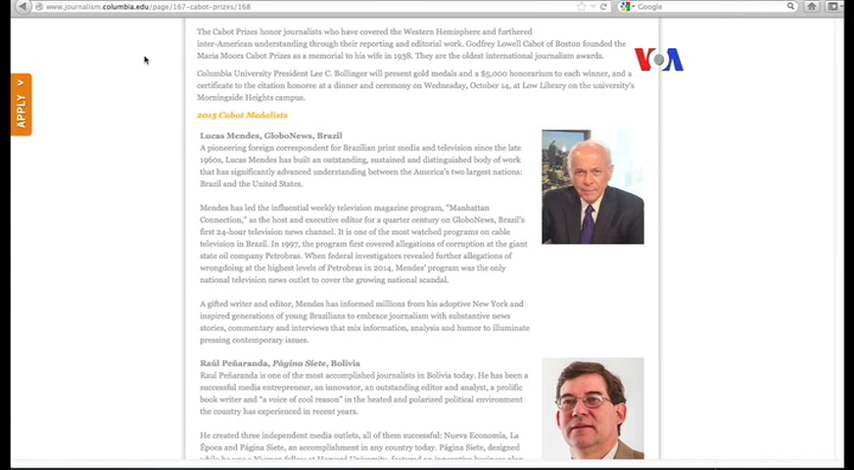 www.journalism.columbia.edu/page/167-cabot-prizes/168
Google
The Cabot Prizes honor journalists who have covered the Western Hemisphere and furthered
inter-American understanding through their reporting and editorial work. Godfrey Lowell Cabot of Boston founded the
Maria Moors Cabot Prizes as a memorial to his wife in 1938. They are the oldest international journalism awards.
VOA
Columbia University President Lee C. Bollinger will present gold medals and a $5,000 honorarium to each winner, and a
certificate to the citation honoree at a dinner and ceremony on Wednesday, October 14, at Low Library on the university's
Morningside Heights campus.
APPLY >
2015 Cabot Medalists
Lucas Mendes, GloboNews, Brazil
A pioneering foreign correspondent for Brazilian print media and television since the late
1960s, Lucas Mendes has built an outstanding, sustained and distinguished body of work
that has significantly advanced understanding between the America's two largest nations:
Brazil and the United States.
Mendes has led the influential weekly television magazine program, "Manhattan
Connection," as the host and executive editor for a quarter century on GloboNews, Brazil's
first 24-hour television news channel. It is one of the most watched programs on cable
television in Brazil. In 1997, the program first covered allegations of corruption at the giant
state oil company Petrobras. When federal investigators revealed further allegations of
wrongdoing at the highest levels of Petrobras in 2014, Mendes' program was the only
national television news outlet to cover the growing national scandal.
A gifted writer and editor, Mendes has informed millions from his adoptive New York and
inspired generations of young Brazilians to embrace journalism with substantive news
stories, commentary and interviews that mix information, analysis and humor to illuminate
pressing contemporary issues.
Raúl Peñaranda, Página Siete, Bolivia
Raul Peñaranda is one of the most accomplished journalists in Bolivia today. He has been a
successful media entrepreneur, an innovator, an outstanding editor and analyst, a prolific
book writer and "a voice of cool reason" in the heated and polarized political environment
the country has experienced in recent years.
He created three independent media outlets, all of them successful: Nueva Economía, La
Época and Página Siete, an accomplishment in any country today. Página Siete, designed
while he was a Nieman fellow at Harvard University, featured an innovative business plan